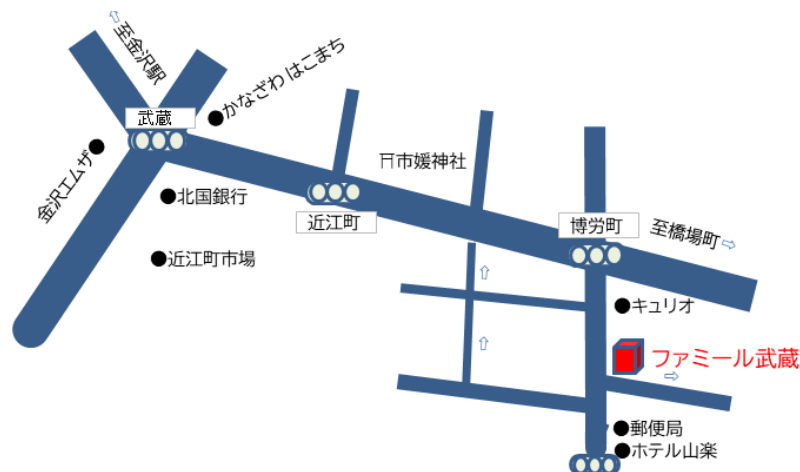 至金沢駅
かなざわ はこまち
武蔵
金沢エムザ
市媛神社
北国銀行
近江町
博労町
至橋場町
近江町市場
キュリオ
ファミール武蔵
郵便局
ホテル山楽